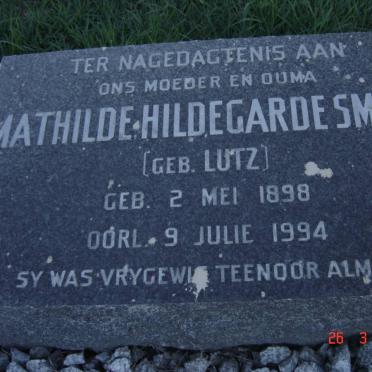 TER NAGEDAGTENIS AAN
ONS MOEDER EN OUMA
MATHILDE HILDEGARDE SM
(GEB. LUTZ)
GEB. 2 MEI 1898
OORL. 9 JULIE 1994
SY WAS VRYGEWIG TEENOOR ALM
26 3